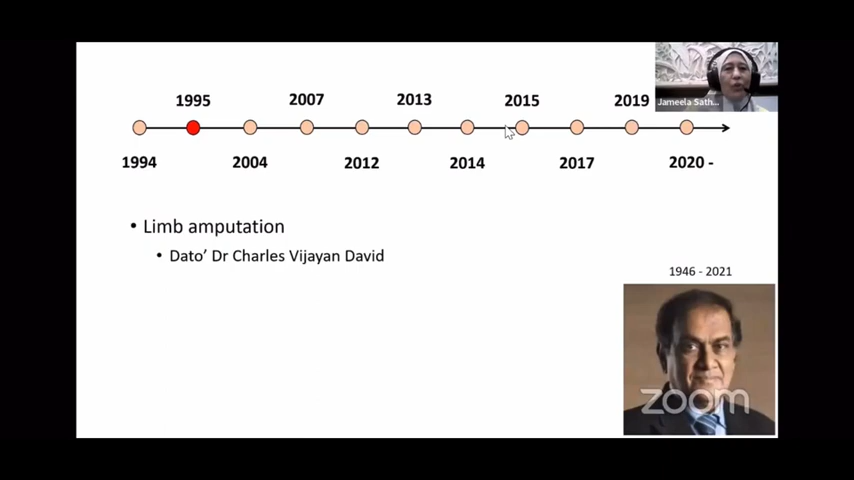 1995 2007 2013 2015 2019
Jameela Sath...
1994 2004 2012 2014 2017 2020 -
• Limb amputation
• Dato’ Dr Charles Vijayan David
1946 - 2021
zoom